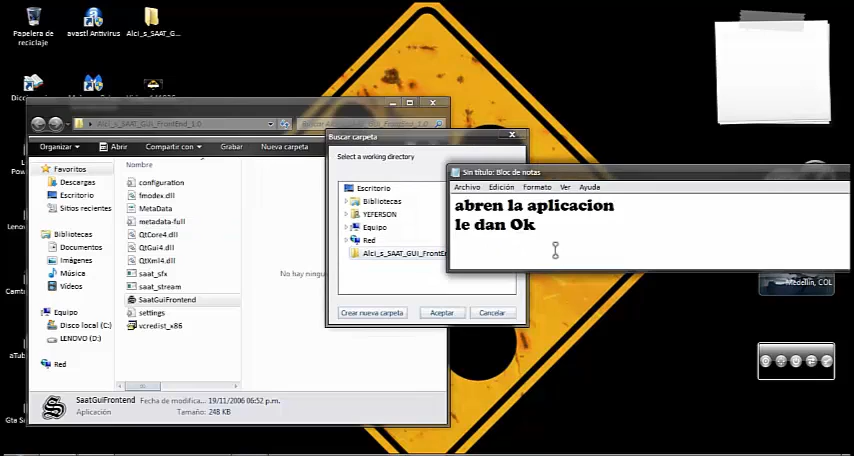 Papelera de
reciclaje
avast! Antivirus
Alci_s_SAAT_G...
Alci_s_SAAT_GUI_FrontEnd_1.0
Organizar
Abrir
Compartir con
Grabar
Nueva carpeta
Nombre
Favoritos
Descargas
Escritorio
Sitios recientes
Bibliotecas
Documentos
Imágenes
Música
Vídeos
Equipo
Disco local (C:)
LENOVO (D:)
Red
configuration
fmodex.dll
MetaData
metadata-full
QtCore4.dll
QtGui4.dll
QtXml4.dll
saat_sfx
saat_stream
SaatGuiFrontend
settings
vcredist_x86
No hay ningu
SaatGuiFrontend
Fecha de modifica... 19/11/2006 06:52 p.m.
Aplicación
Tamaño: 248 KB
Buscar carpeta
Select a working directory
Escritorio
Bibliotecas
YEFERSON
Equipo
Red
Alci_s_SAAT_GUI_FrontEn
Crear nueva carpeta
Aceptar
Cancelar
Sin título: Bloc de notas
Archivo Edición Formato Ver Ayuda
abren la aplicacion
le dan Ok
Medellín, COL